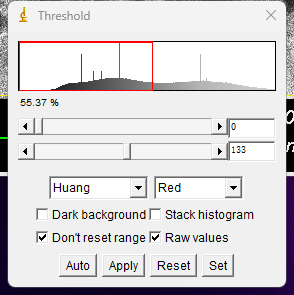 Threshold
55.37 %
0
133
Huang Red
Dark background Stack histogram
Don't reset range Raw values
Auto Apply Reset Set